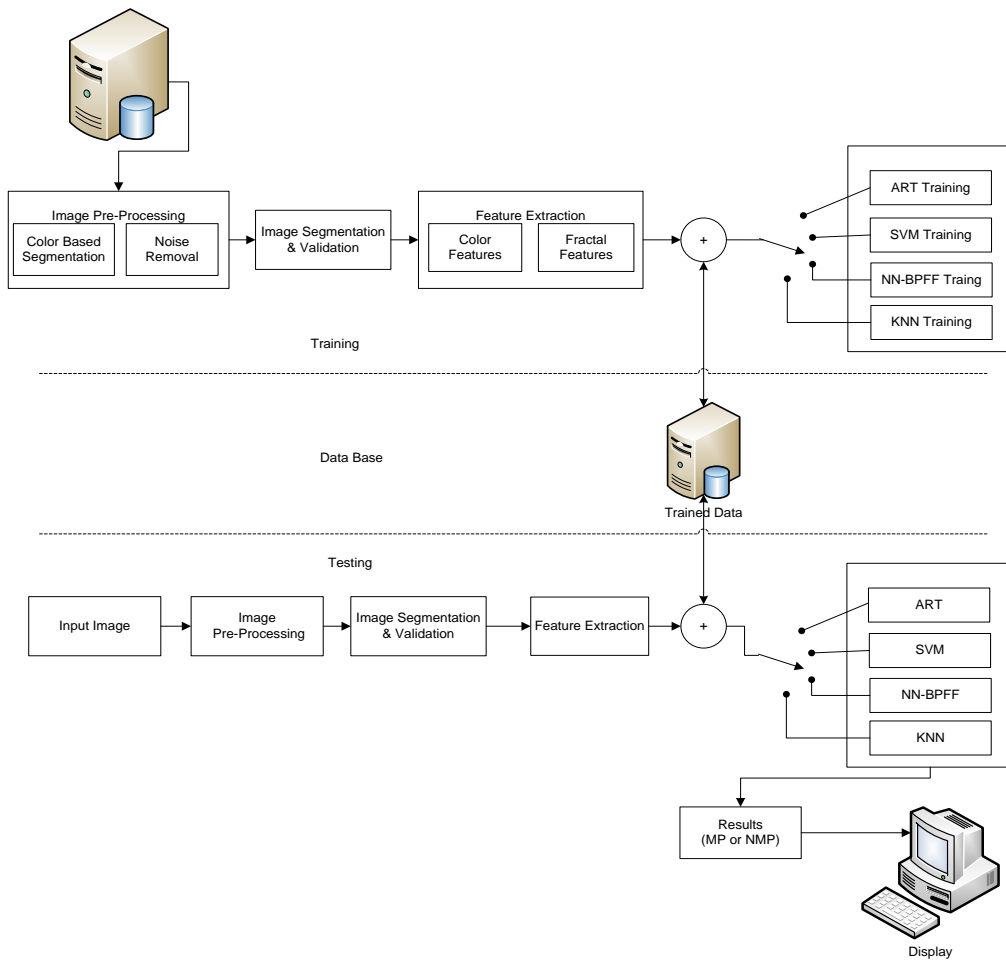 Image Pre-Processing
Color Based
Segmentation
Noise
Removal
Image Segmentation
& Validation
Feature Extraction
Color
Features
Fractal
Features
+
ART Training
SVM Training
NN-BPFF Traing
KNN Training
Training
Data Base
Trained Data
Testing
Input Image
Image
Pre-Processing
Image Segmentation
& Validation
Feature Extraction
+
ART
SVM
NN-BPFF
KNN
Results
(MP or NMP)
Display